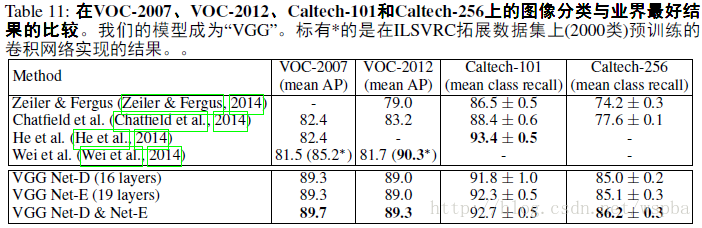 Table 11: 在VOC-2007、VOC-2012、Caltech-101和Caltech-256上的图像分类与业界最好结
果的比较。我们的模型成为“VGG”。标有*的是在ILSVRC拓展数据集上(2000类)预训练的
卷积网络实现的结果。。
Method VOC-2007 (mean AP) VOC-2012 (mean AP) Caltech-101 (mean class recall) Caltech-256 (mean class recall)
Zeiler & Fergus (Zeiler & Fergus, 2014) - 79.0 86.5 ± 0.5 74.2 ± 0.3
Chatfield et al. (Chatfield et al., 2014) 82.4 83.2 88.4 ± 0.6 77.6 ± 0.1
He et al. (He et al., 2014) 82.4 - 93.4 ± 0.5 -
Wei et al. (Wei et al., 2014) 81.5 (85.2*) 81.7 (90.3*) - -
VGG Net-D (16 layers) 89.3 89.0 91.8 ± 1.0 85.0 ± 0.2
VGG Net-E (19 layers) 89.3 89.0 92.3 ± 0.5 85.1 ± 0.3
VGG Net-D & Net-E 89.7 89.3 92.7 ± 0.5 86.2 ± 0.3